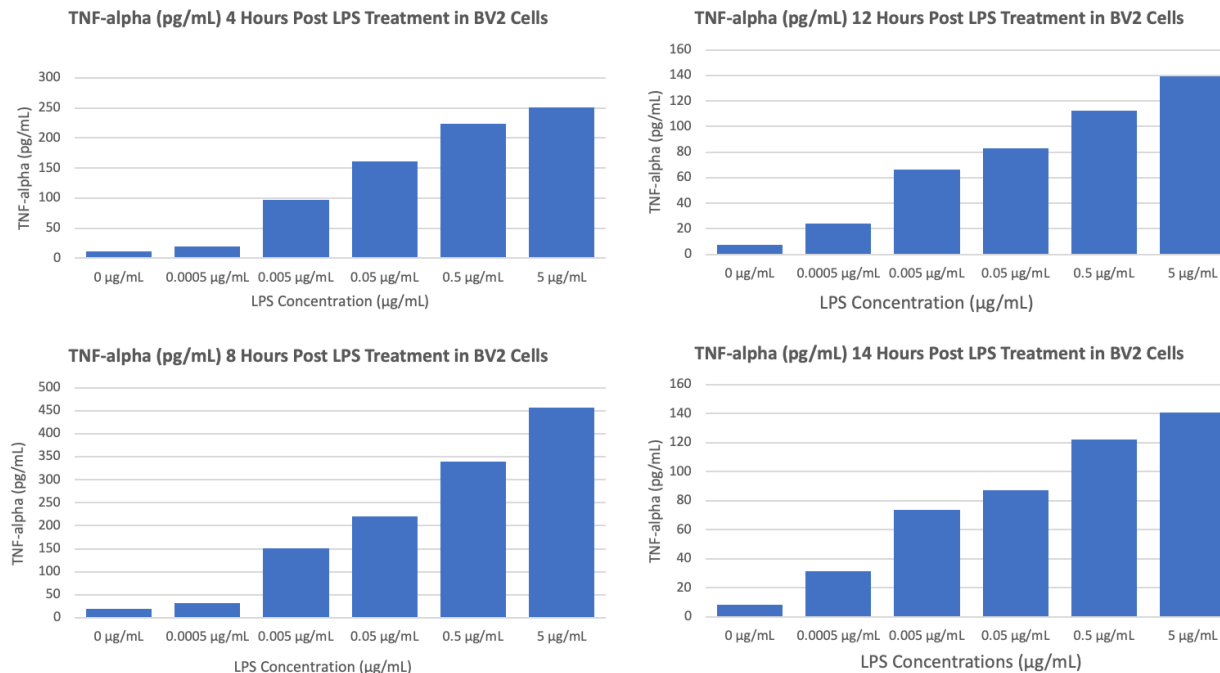 TNF-alpha (pg/mL) 4 Hours Post LPS Treatment in BV2 Cells
300
250
200
150
100
50
0
TNF-alpha (pg/mL)
0 µg/mL 0.0005 µg/mL 0.005 µg/mL 0.05 µg/mL 0.5 µg/mL 5 µg/mL
LPS Concentration (µg/mL)
TNF-alpha (pg/mL) 12 Hours Post LPS Treatment in BV2 Cells
160
140
120
100
80
60
40
20
0
TNF-alpha (pg/mL)
0 µg/mL 0.0005 µg/mL 0.005 µg/mL 0.05 µg/mL 0.5 µg/mL 5 µg/mL
LPS Concentration (µg/mL)
TNF-alpha (pg/mL) 8 Hours Post LPS Treatment in BV2 Cells
500
450
400
350
300
250
200
150
100
50
0
TNF-alpha (pg/mL)
0 µg/mL 0.0005 µg/mL 0.005 µg/mL 0.05 µg/mL 0.5 µg/mL 5 µg/mL
LPS Concentration (µg/mL)
TNF-alpha (pg/mL) 14 Hours Post LPS Treatment in BV2 Cells
160
140
120
100
80
60
40
20
0
TNF-alpha (pg/mL)
0 µg/mL 0.0005 µg/mL 0.005 µg/mL 0.05 µg/mL 0.5 µg/mL 5 µg/mL
LPS Concentrations (µg/mL)